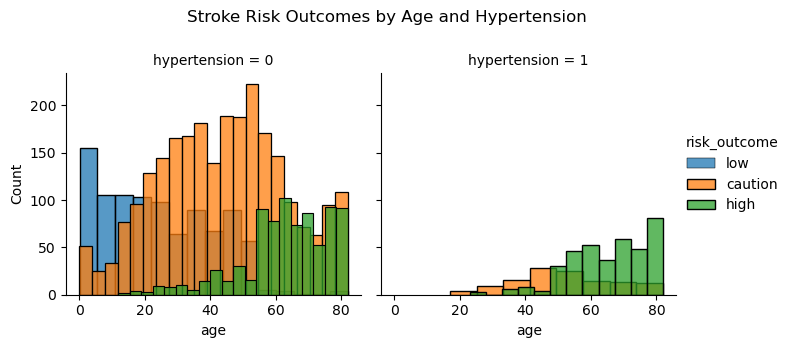 Stroke Risk Outcomes by Age and Hypertension
hypertension = 0
hypertension = 1
Count
200
150
100
50
0
0 20 40 60 80
age
0 20 40 60 80
age
risk_outcome
low
caution
high